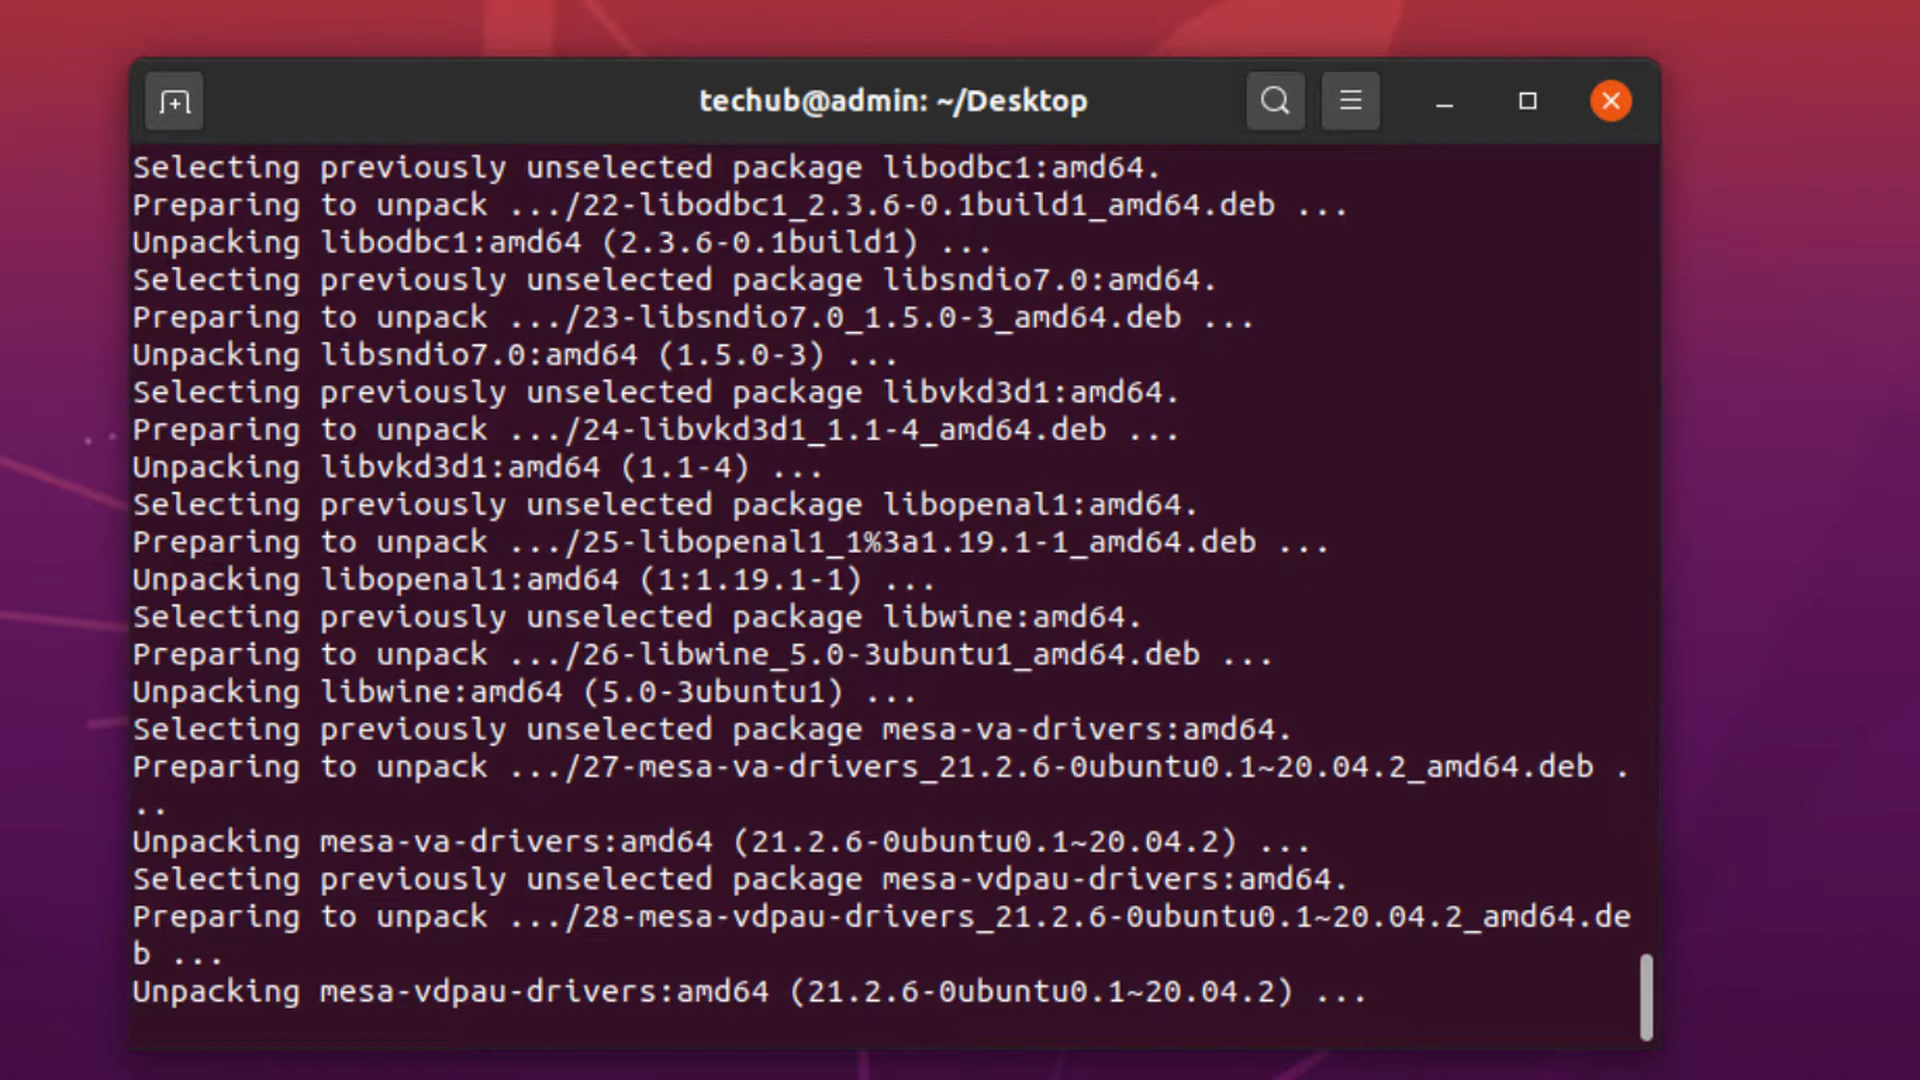 techub@admin: ~/Desktop
Selecting previously unselected package libodbc1:amd64.
Preparing to unpack .../22-libodbc1_2.3.6-0.1build1_amd64.deb ...
Unpacking libodbc1:amd64 (2.3.6-0.1build1) ...
Selecting previously unselected package libsndio7.0:amd64.
Preparing to unpack .../23-libsndio7.0_1.5.0-3_amd64.deb ...
Unpacking libsndio7.0:amd64 (1.5.0-3) ...
Selecting previously unselected package libvkd3d1:amd64.
Preparing to unpack .../24-libvkd3d1_1.1-4_amd64.deb ...
Unpacking libvkd3d1:amd64 (1.1-4) ...
Selecting previously unselected package libopenal1:amd64.
Preparing to unpack .../25-libopenal1_1%3a1.19.1-1_amd64.deb ...
Unpacking libopenal1:amd64 (1:1.19.1-1) ...
Selecting previously unselected package libwine:amd64.
Preparing to unpack .../26-libwine_5.0-3ubuntu1_amd64.deb ...
Unpacking libwine:amd64 (5.0-3ubuntu1) ...
Selecting previously unselected package mesa-va-drivers:amd64.
Preparing to unpack .../27-mesa-va-drivers_21.2.6-0ubuntu0.1~20.04.2_amd64.deb .
..
Unpacking mesa-va-drivers:amd64 (21.2.6-0ubuntu0.1~20.04.2) ...
Selecting previously unselected package mesa-vdpau-drivers:amd64.
Preparing to unpack .../28-mesa-vdpau-drivers_21.2.6-0ubuntu0.1~20.04.2_amd64.de
b ...
Unpacking mesa-vdpau-drivers:amd64 (21.2.6-0ubuntu0.1~20.04.2) ...